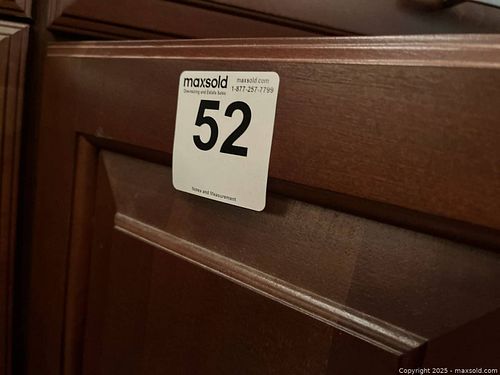 maxsold
maxsold.com
Downsizing and Estate Sales
1-877-257-7799
52
Notes and Measurement
Copyright 2025 - maxsold.com